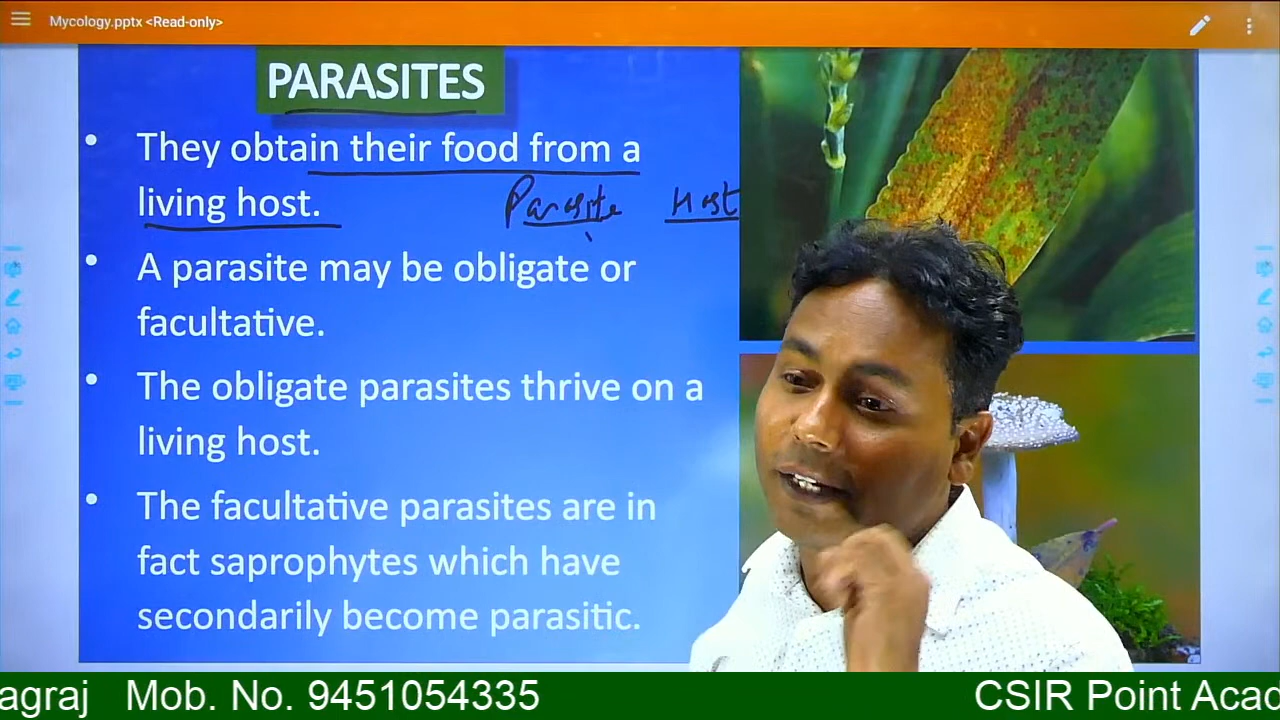 Mycology.pptx <Read-only>
PARASITES
• They obtain their food from a
living host.
Parasite Host
• A parasite may be obligate or
facultative.
• The obligate parasites thrive on a
living host.
• The facultative parasites are in
fact saprophytes which have
secondarily become parasitic.
agraj Mob. No. 9451054335 CSIR Point Acad